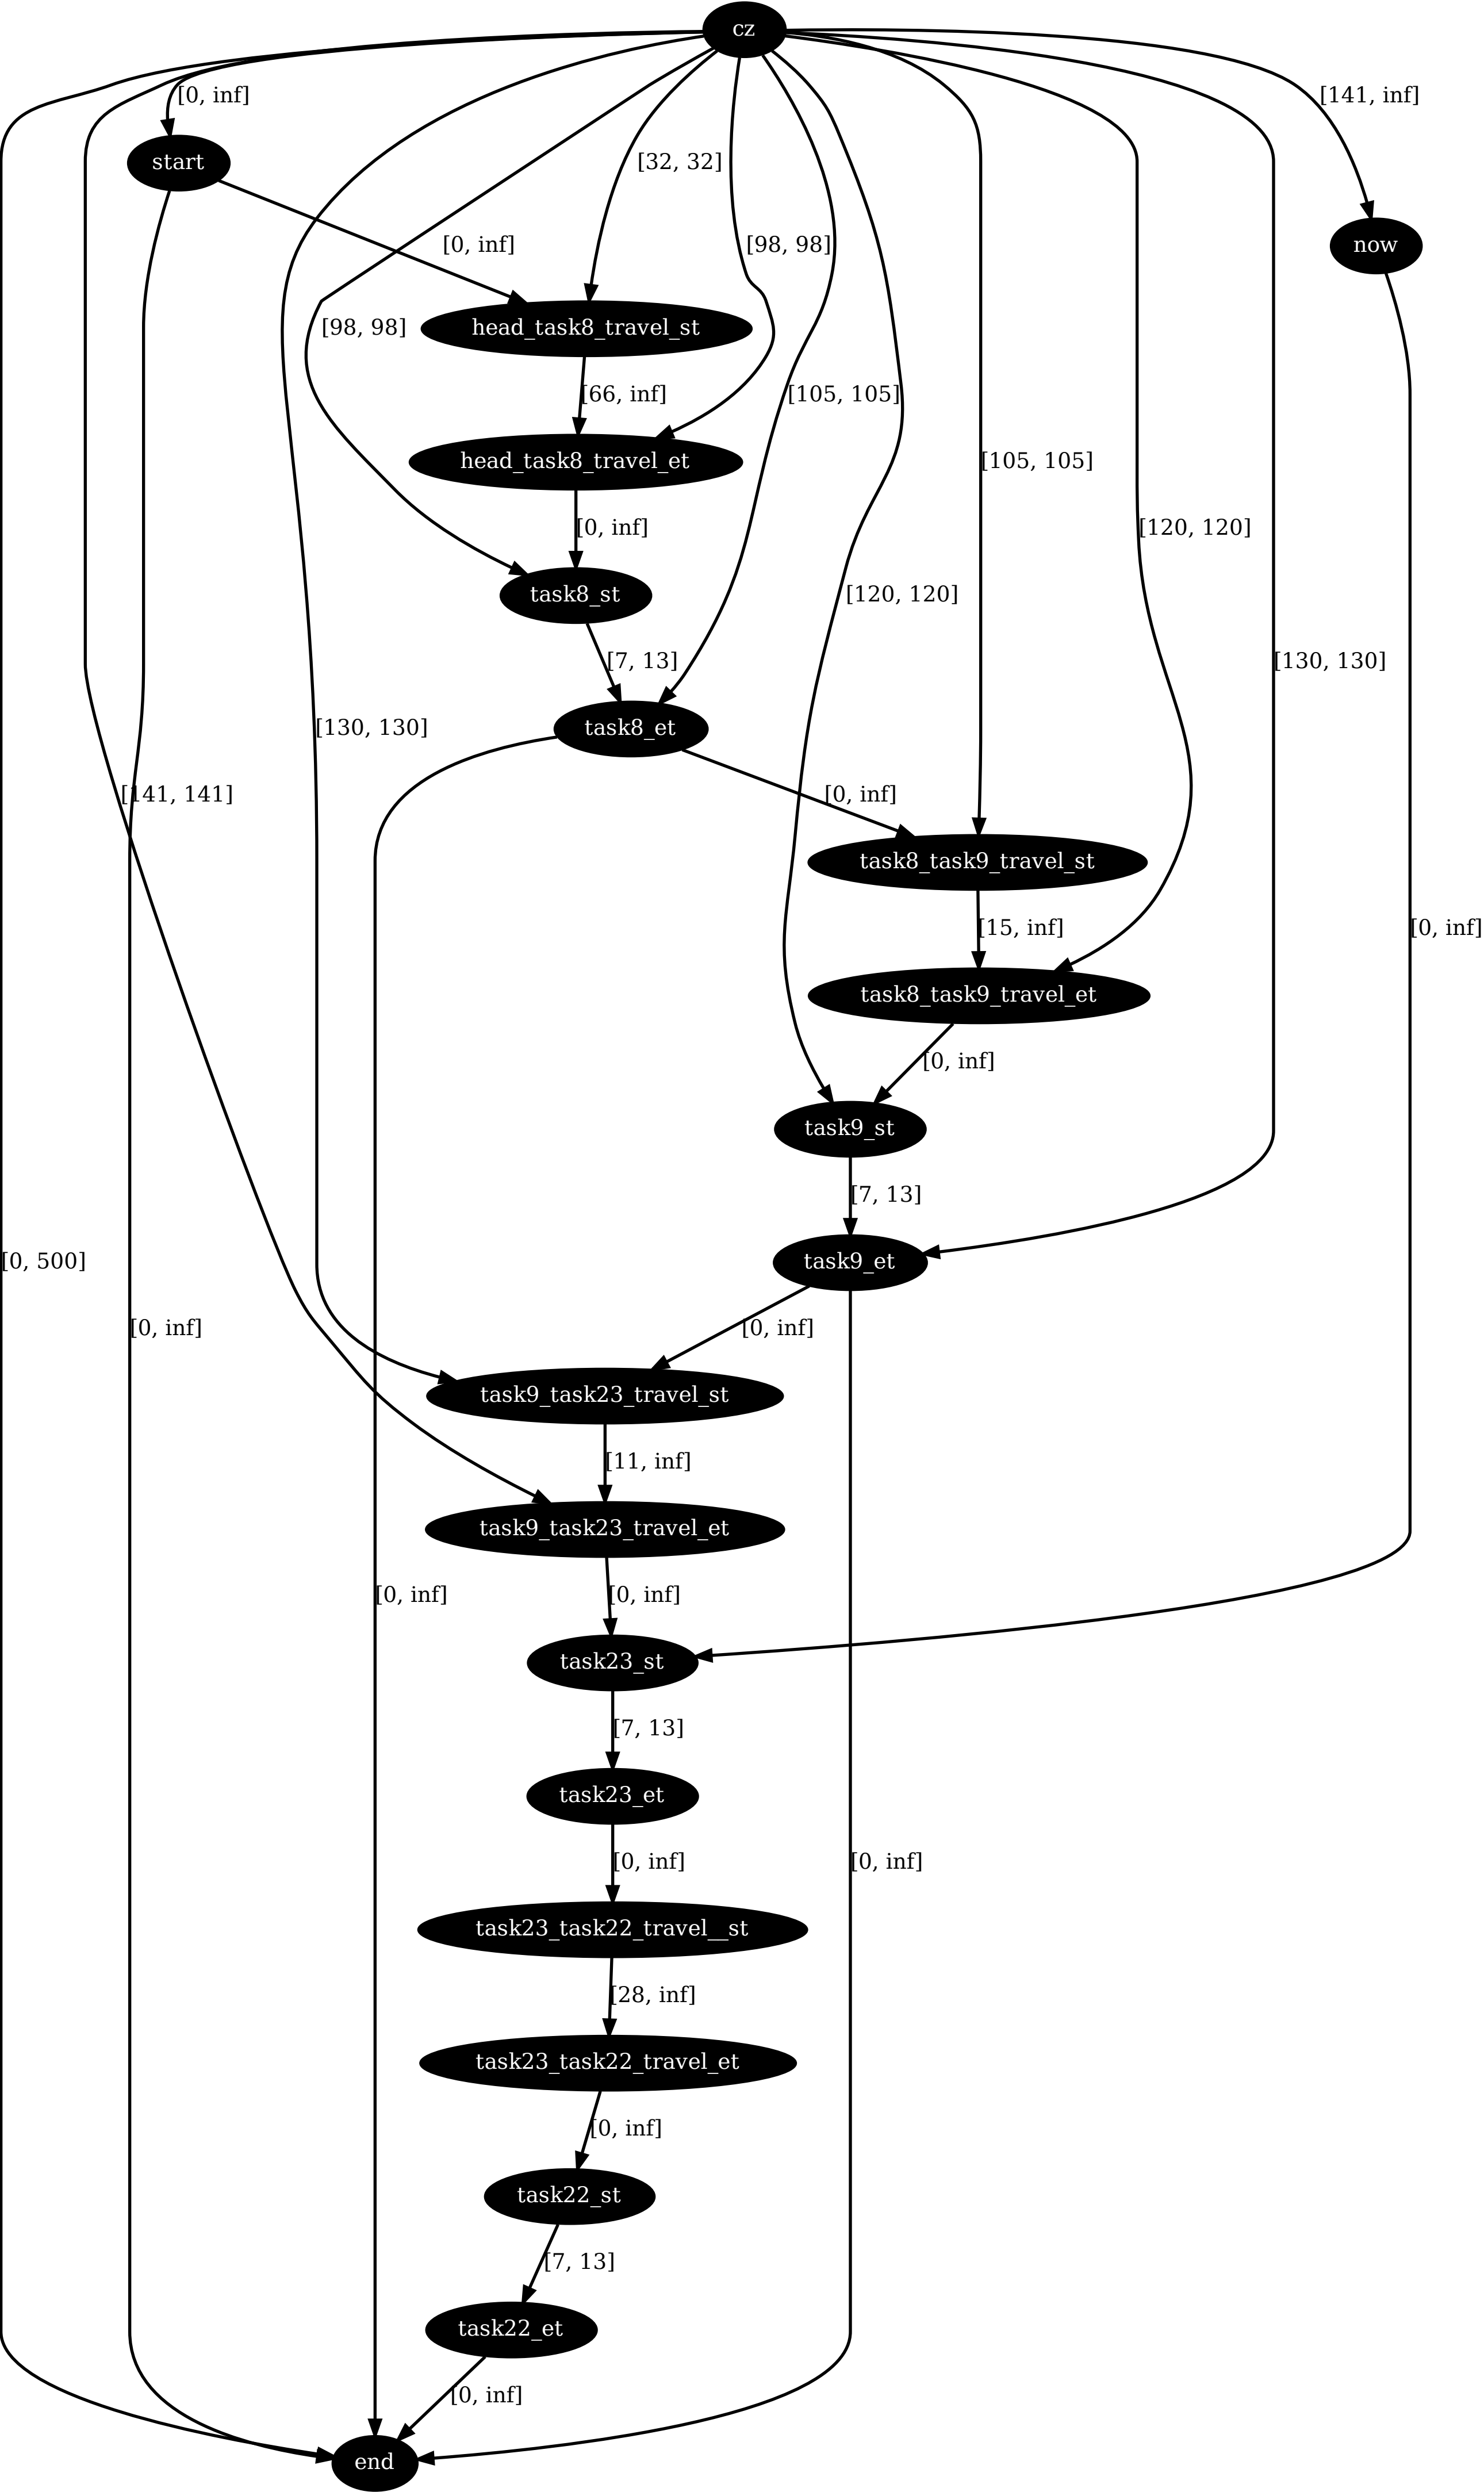 cz
[0, inf]
[141, inf]
start
[32, 32]
now
[0, inf]
[98, 98]
head_task8_travel_st
[98, 98]
[66, inf]
[105, 105]
head_task8_travel_et
[105, 105]
[0, inf]
[120, 120]
task8_st
[120, 120]
[7, 13]
[130, 130]
task8_et
[130, 130]
[141, 141]
[0, inf]
task8_task9_travel_st
[15, inf]
[0, inf]
task8_task9_travel_et
[0, inf]
task9_st
[7, 13]
task9_et
[0, 500]
[0, inf]
[0, inf]
task9_task23_travel_st
[11, inf]
task9_task23_travel_et
[0, inf]
[0, inf]
task23_st
[7, 13]
task23_et
[0, inf]
[0, inf]
task23_task22_travel__st
[28, inf]
task23_task22_travel_et
[0, inf]
task22_st
[7, 13]
task22_et
[0, inf]
end